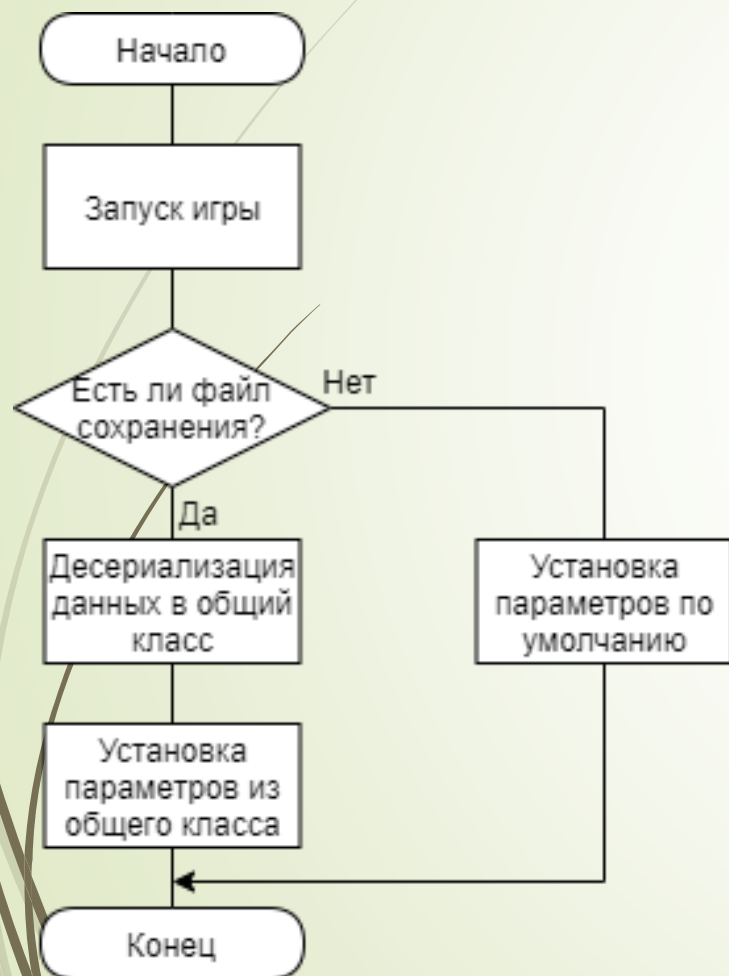 Начало
Запуск игры
Есть ли файл
сохранения?
Нет
Да
Десериализация
данных в общий
класс
Установка
параметров по
умолчанию
Установка
параметров из
общего класса
Конец